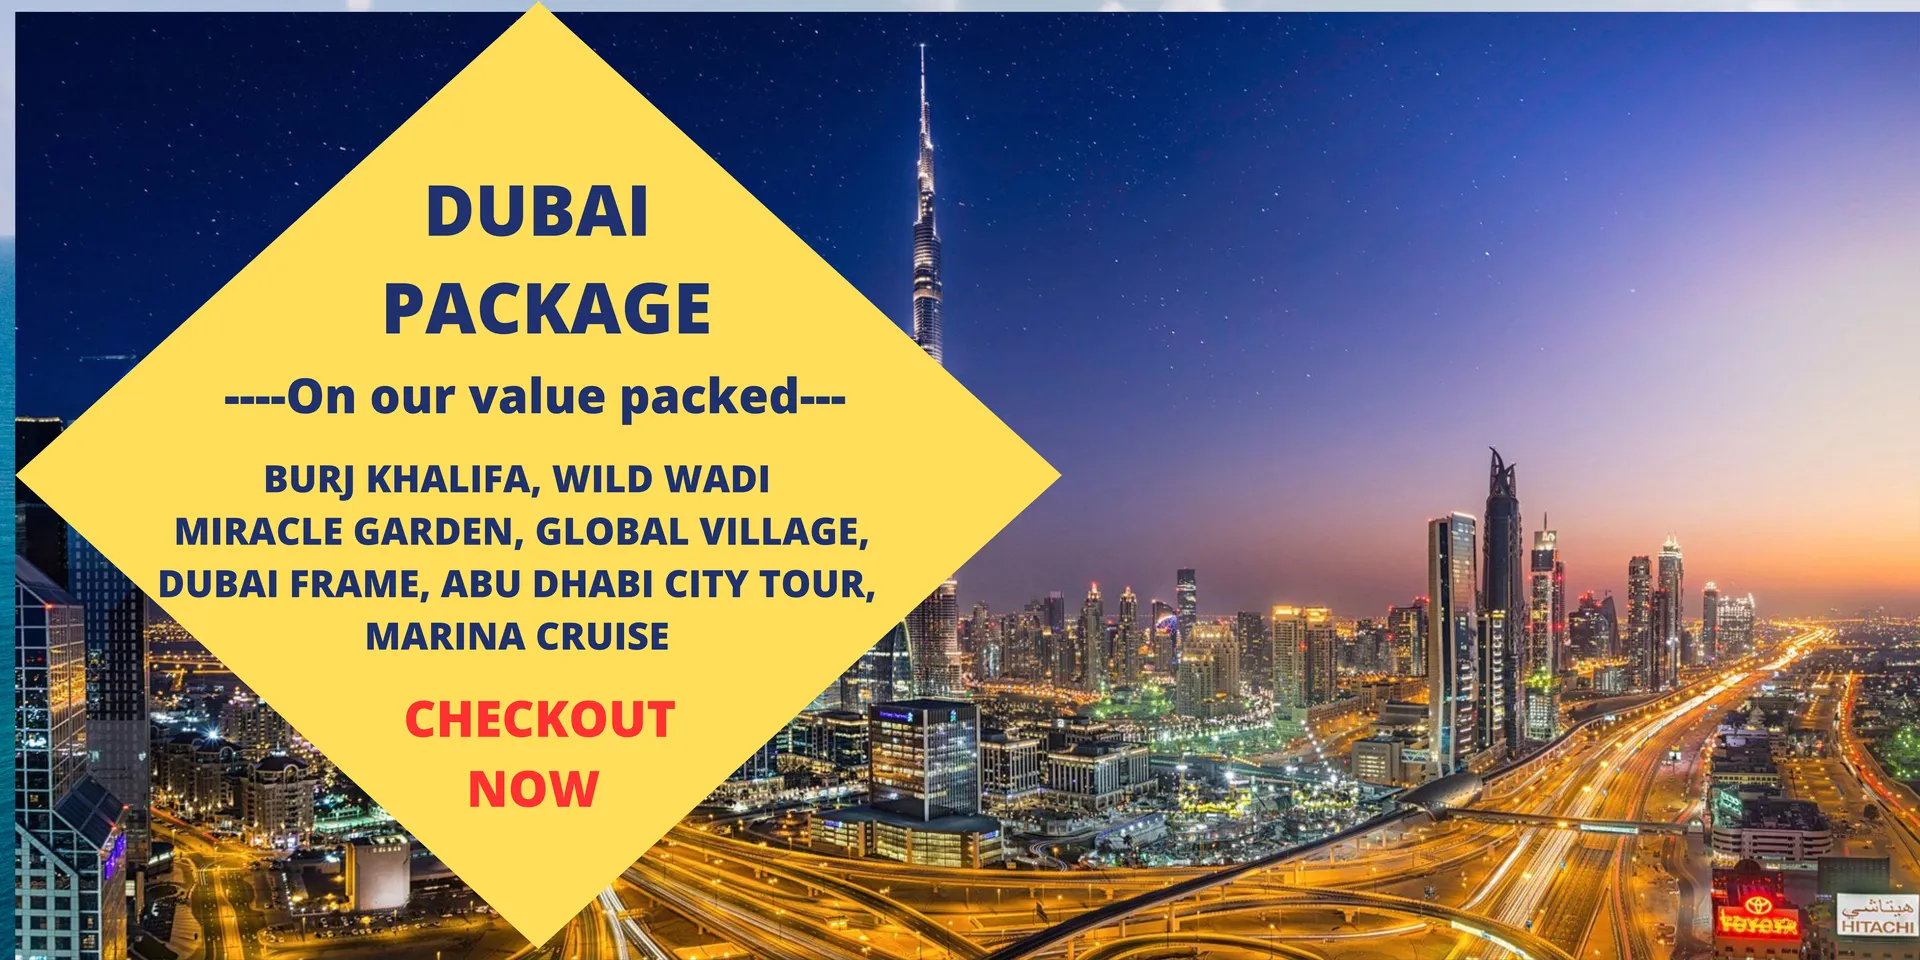 DUBAI
PACKAGE
----On our value packed---
BURJ KHALIFA, WILD WADI
MIRACLE GARDEN, GLOBAL VILLAGE,
DUBAI FRAME, ABU DHABI CITY TOUR,
MARINA CRUISE
CHECKOUT
NOW
TOYOTA
هيتاشي
HITACHI